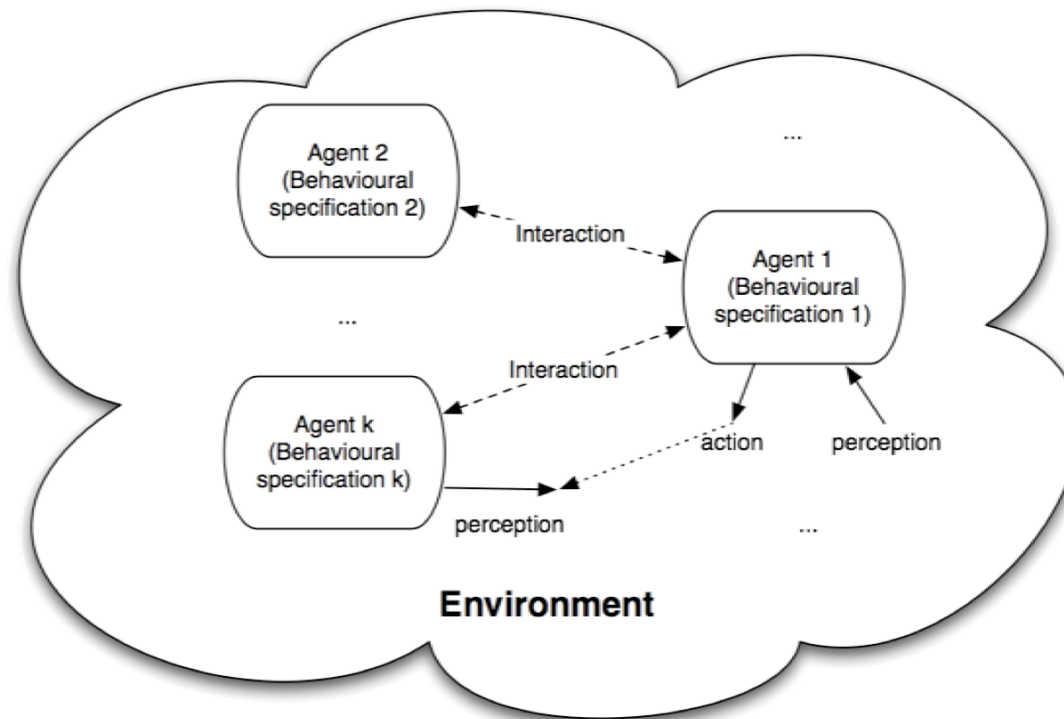 ...
Agent 2
(Behavioural
specification 2)
Interaction
Agent 1
(Behavioural
specification 1)
...
Interaction
Agent k
(Behavioural
specification k)
action
perception
perception
...
Environment